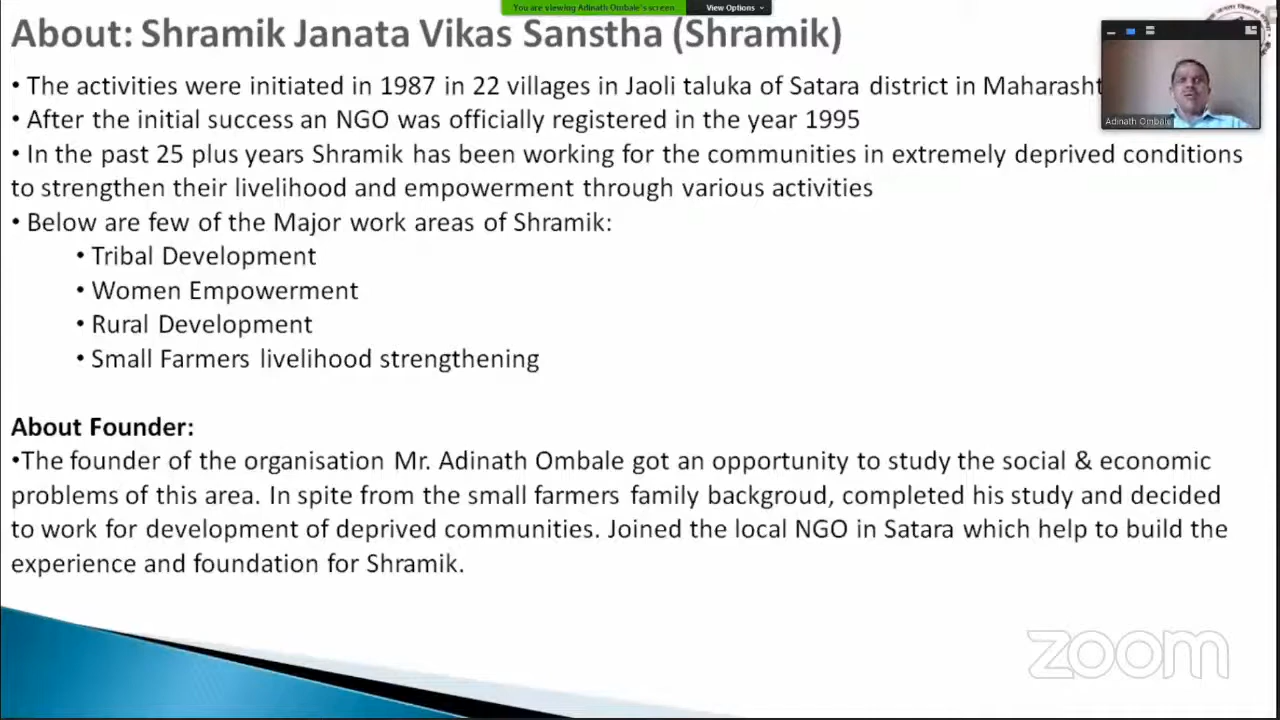 You are viewing Adinath Ombale's screen
View Options
About: Shramik Janata Vikas Sanstha (Shramik)
• The activities were initiated in 1987 in 22 villages in Jaoli taluka of Satara district in Maharasht
Adinath Ombale
• After the initial success an NGO was officially registered in the year 1995
• In the past 25 plus years Shramik has been working for the communities in extremely deprived conditions
to strengthen their livelihood and empowerment through various activities
• Below are few of the Major work areas of Shramik:
• Tribal Development
• Women Empowerment
• Rural Development
• Small Farmers livelihood strengthening
About Founder:
•The founder of the organisation Mr. Adinath Ombale got an opportunity to study the social & economic
problems of this area. In spite from the small farmers family backgroud, completed his study and decided
to work for development of deprived communities. Joined the local NGO in Satara which help to build the
experience and foundation for Shramik.
zoom